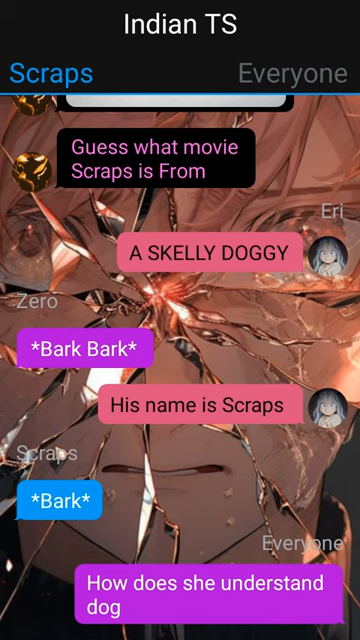 Indian TS
Scraps
Everyone
Guess what movie
Scraps is From
Eri
A SKELLY DOGGY
Zero
*Bark Bark*
His name is Scraps
Scraps
*Bark*
Everyone
How does she understand
dog